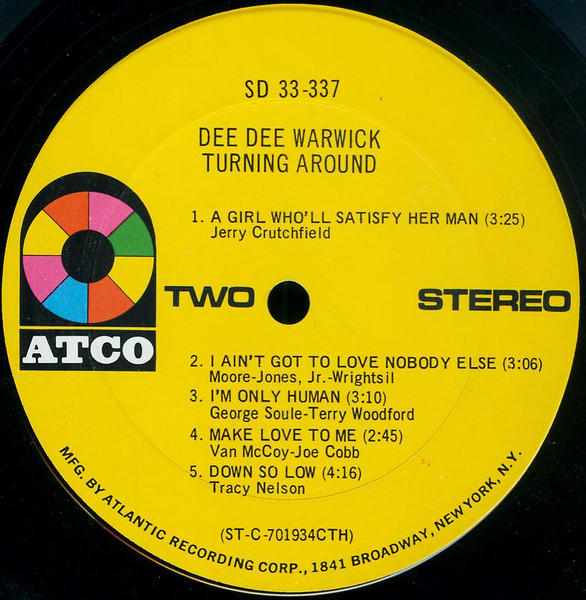 SD 33-337
DEE DEE WARWICK
TURNING AROUND
1. A GIRL WHO'LL SATISFY HER MAN (3:25)
Jerry Crutchfield
TWO
STEREO
ATCO
2. I AIN'T GOT TO LOVE NOBODY ELSE (3:06)
Moore-Jones, Jr.-Wrightsil
3. I'M ONLY HUMAN (3:10)
George Soule-Terry Woodford
4. MAKE LOVE TO ME (2:45)
Van McCoy-Joe Cobb
5. DOWN SO LOW (4:16)
Tracy Nelson
(ST-C-701934CTH)
MFG. BY ATLANTIC RECORDING CORP., 1841 BROADWAY, NEW YORK, N.Y.